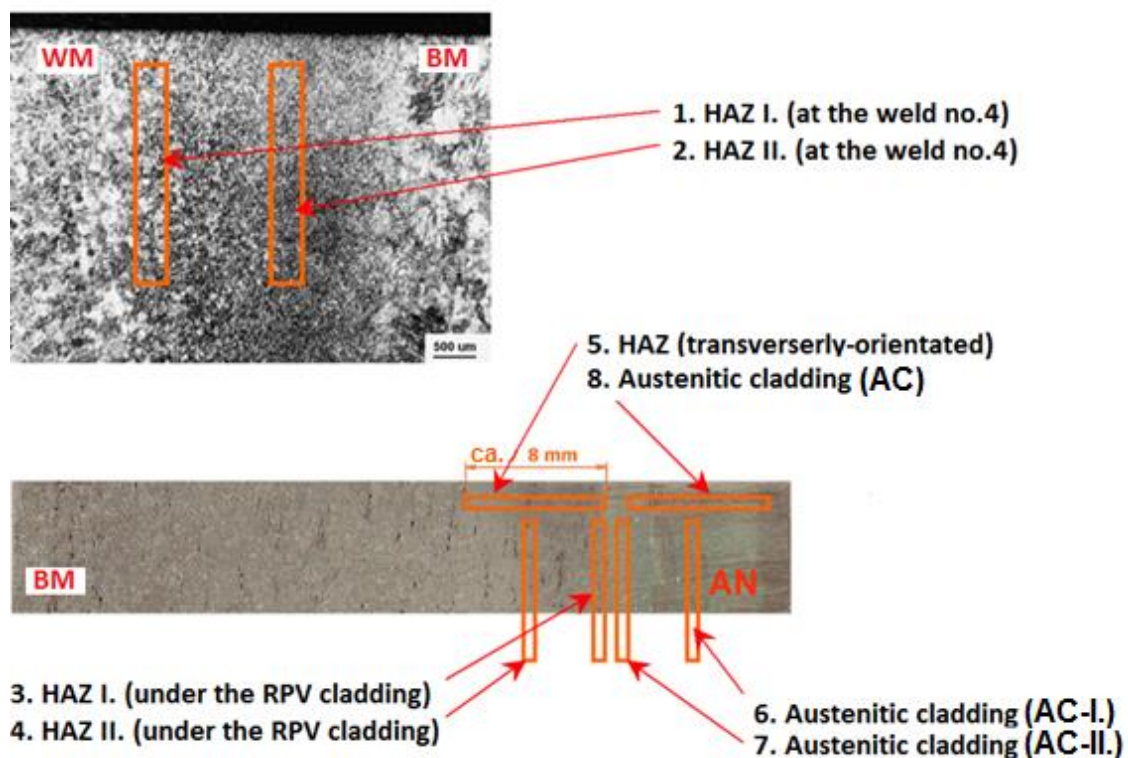 WM
BM
1. HAZ I. (at the weld no.4)
2. HAZ II. (at the weld no.4)
500 um
5. HAZ (transverserly-orientated)
8. Austenitic cladding (AC)
ca. 8 mm
BM
AN
3. HAZ I. (under the RPV cladding)
4. HAZ II. (under the RPV cladding)
6. Austenitic cladding (AC-I.)
7. Austenitic cladding (AC-II.)